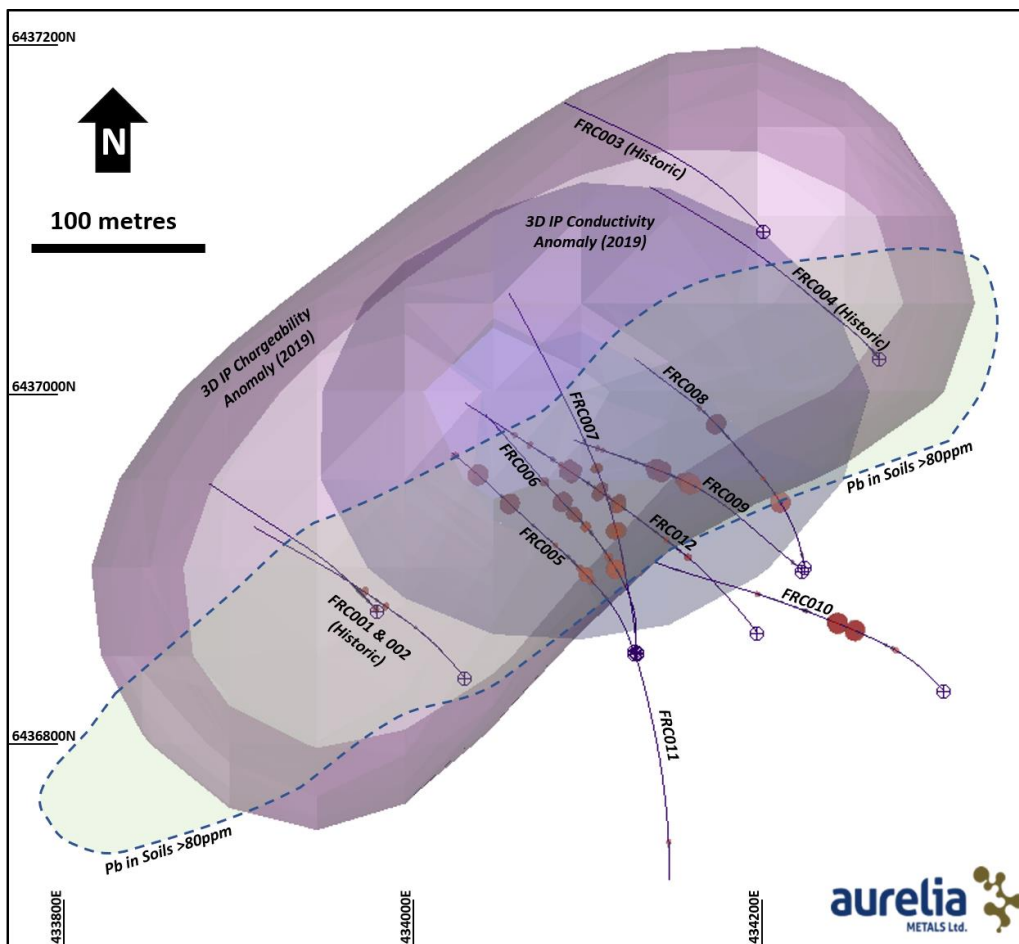 6437200N
N
100 metres
FRC003 (Historic)
3D IP Conductivity
Anomaly (2019)
FRC004 (Historic)
3D IP Chargeability
Anomaly (2019)
6437000N
FRC008
FRC007
FRC006
FRC009
Pb in Soils >80ppm
FRC005
FRC012
FRC001 & 002
(Historic)
FRC010
FRC011
6436800N
Pb in Soils >80ppm
433800E
434000E
434200E
aurelia
METALS Ltd.